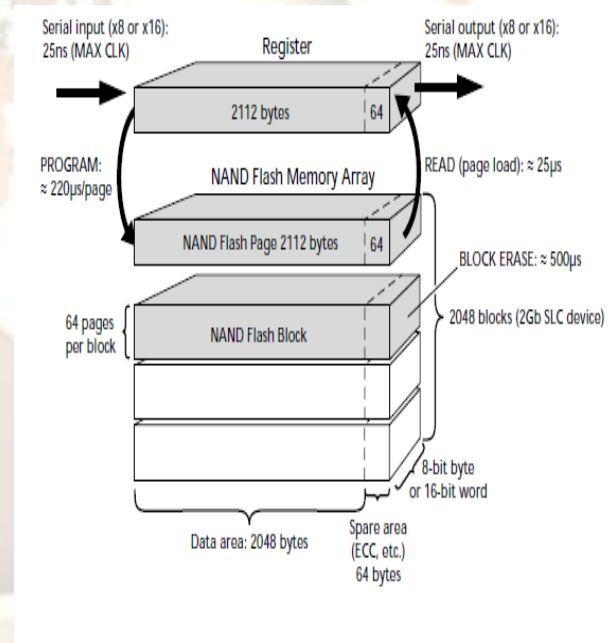 Serial input (x8 or x16):
25ns (MAX CLK)
Serial output (x8 or x16):
25ns (MAX CLK)
Register
2112 bytes
64
PROGRAM:
≈ 220µs/page
READ (page load): ≈ 25µs
NAND Flash Memory Array
NAND Flash Page 2112 bytes
64
BLOCK ERASE: ≈ 500µs
64 pages
per block
NAND Flash Block
2048 blocks (2Gb SLC device)
8-bit byte
or 16-bit word
Data area: 2048 bytes
Spare area
(ECC, etc.)
64 bytes